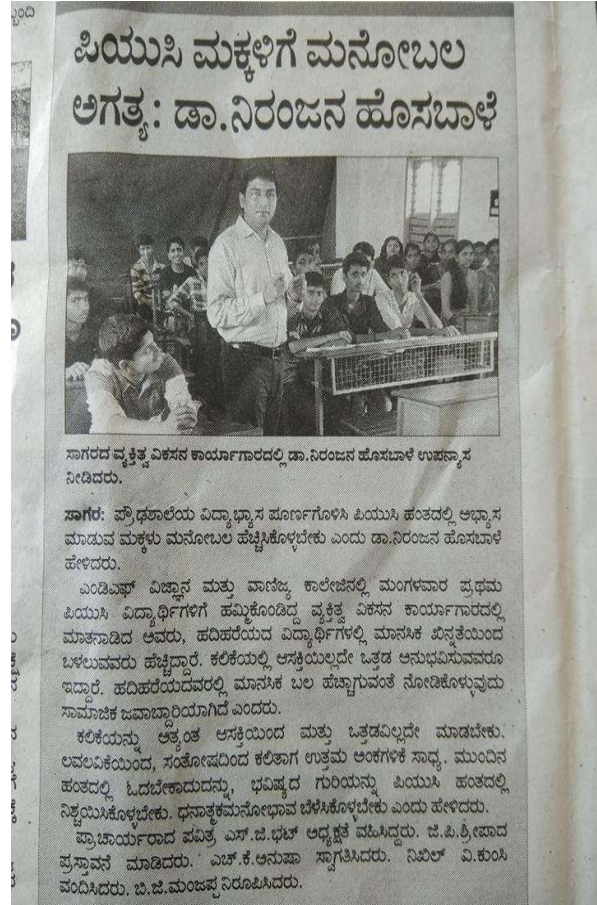 ಪಿಯುಸಿ ಮಕ್ಕಳಿಗೆ ಮನೋಬಲ
ಅಗತ್ಯ: ಡಾ.ನಿರಂಜನ ಹೊಸಬಾಳೆ
ಸಾಗರದ ವ್ಯಕ್ತಿತ್ವ ವಿಕಸನ ಕಾರ್ಯಾಗಾರದಲ್ಲಿ ಡಾ.ನಿರಂಜನ ಹೊಸಬಾಳೆ ಉಪನ್ಯಾಸ
ನೀಡಿದರು.
ಸಾಗರ: ಪ್ರೌಢಶಾಲೆಯ ವಿದ್ಯಾಭ್ಯಾಸ ಪೂರ್ಣಗೊಳಿಸಿ ಪಿಯುಸಿ ಹಂತದಲ್ಲಿ ಅಭ್ಯಾಸ
ಮಾಡುವ ಮಕ್ಕಳು ಮನೋಬಲ ಹೆಚ್ಚಿಸಿಕೊಳ್ಳಬೇಕು ಎಂದು ಡಾ.ನಿರಂಜನ ಹೊಸಬಾಳೆ
ಹೇಳಿದರು.
ಎಂಡಿಎಫ್ ವಿಜ್ಞಾನ ಮತ್ತು ವಾಣಿಜ್ಯ ಕಾಲೇಜಿನಲ್ಲಿ ಮಂಗಳವಾರ ಪ್ರಥಮ
ಪಿಯುಸಿ ವಿದ್ಯಾರ್ಥಿಗಳಿಗೆ ಹಮ್ಮಿಕೊಂಡಿದ್ದ ವ್ಯಕ್ತಿತ್ವ ವಿಕಸನ ಕಾರ್ಯಾಗಾರದಲ್ಲಿ
ಮಾತನಾಡಿದ ಅವರು, ಹದಿಹರೆಯದ ವಿದ್ಯಾರ್ಥಿಗಳಲ್ಲಿ ಮಾನಸಿಕ ಖಿನ್ನತೆಯಿಂದ
ಬಳಲುವವರು ಹೆಚ್ಚಿದ್ದಾರೆ. ಕಲಿಕೆಯಲ್ಲಿ ಆಸಕ್ತಿಯಿಲ್ಲದೇ ಒತ್ತಡ ಅನುಭವಿಸುವವರೂ
ಇದ್ದಾರೆ. ಹದಿಹರೆಯದವರಲ್ಲಿ ಮಾನಸಿಕ ಬಲ ಹೆಚ್ಚಾಗುವಂತೆ ನೋಡಿಕೊಳ್ಳುವುದು
ಸಾಮಾಜಿಕ ಜವಾಬ್ದಾರಿಯಾಗಿದೆ ಎಂದರು.
ಕಲಿಕೆಯನ್ನು ಅತ್ಯಂತ ಆಸಕ್ತಿಯಿಂದ ಮತ್ತು ಒತ್ತಡವಿಲ್ಲದೇ ಮಾಡಬೇಕು.
ಲವಲವಿಕೆಯಿಂದ, ಸಂತೋಷದಿಂದ ಕಲಿತಾಗ ಉತ್ತಮ ಅಂಕಗಳಿಕೆ ಸಾಧ್ಯ. ಮುಂದಿನ
ಹಂತದಲ್ಲಿ ಓದಬೇಕಾದುದನ್ನು, ಭವಿಷ್ಯದ ಗುರಿಯನ್ನು ಪಿಯುಸಿ ಹಂತದಲ್ಲಿ
ನಿಶ್ಚಯಿಸಿಕೊಳ್ಳಬೇಕು. ಧನಾತ್ಮಕಮನೋಭಾವ ಬೆಳೆಸಿಕೊಳ್ಳಬೇಕು ಎಂದು ಹೇಳಿದರು.
ಪ್ರಾಚಾರ್ಯರಾದ ಪವಿತ್ರ ಎಸ್.ಜಿ.ಭಟ್ ಅಧ್ಯಕ್ಷತೆ ವಹಿಸಿದ್ದರು. ಜೆ.ಪಿ.ಶ್ರೀಪಾದ
ಪ್ರಸ್ತಾವನೆ ಮಾಡಿದರು. ಎಚ್.ಕೆ.ಅನುಷಾ ಸ್ವಾಗತಿಸಿದರು. ನಿಖಿಲ್ ವಿ.ಕುಂಸಿ
ವಂದಿಸಿದರು. ಬಿ.ಜಿ.ಮಂಜಪ್ಪ ನಿರೂಪಿಸಿದರು.